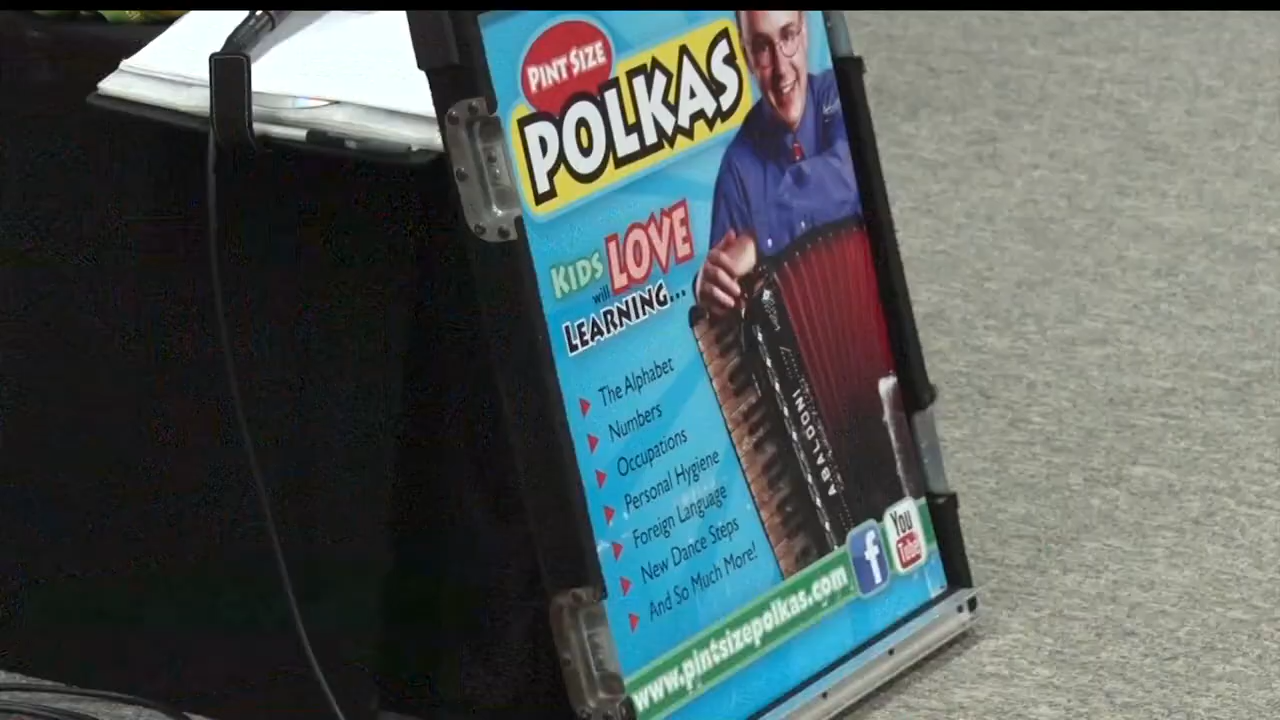 PINT SIZE
POLKAS
KIDS LOVE
will
LEARNING...
The Alphabet
Numbers
Occupations
Personal Hygiene
Foreign Language
New Dance Steps
And So Much More!
ABALDONI
f
You
Tube
www.pintsizepolkas.com